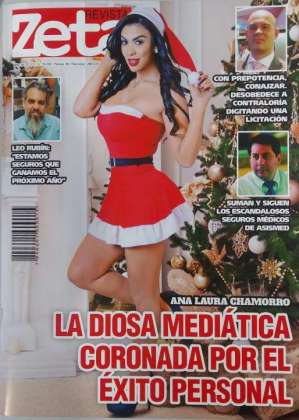 REVISTA
Zeta
CON PREPOTENCIA,
CONAJZAR.
DESOBEDECE A
CONTRALORÍA
DIGITANDO UNA
LICITACIÓN
LEO RUBÍN:
"ESTAMOS
SEGUROS QUE
GANAMOS EL
PRÓXIMO AÑO"
SUMAN Y SIGUEN
LOS ESCANDALOSOS
SEGUROS MÉDICOS
DE ASISMED
ANA LAURA CHAMORRO
LA DIOSA MEDIÁTICA
CORONADA POR EL
ÉXITO PERSONAL